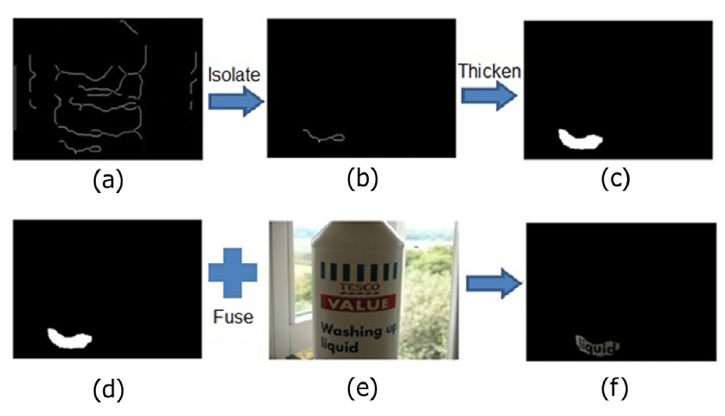 Isolate
Thicken
(a)
(b)
(c)
Fuse
TESCO
VALUE
Washing up
liquid
liquid
(d)
(e)
(f)